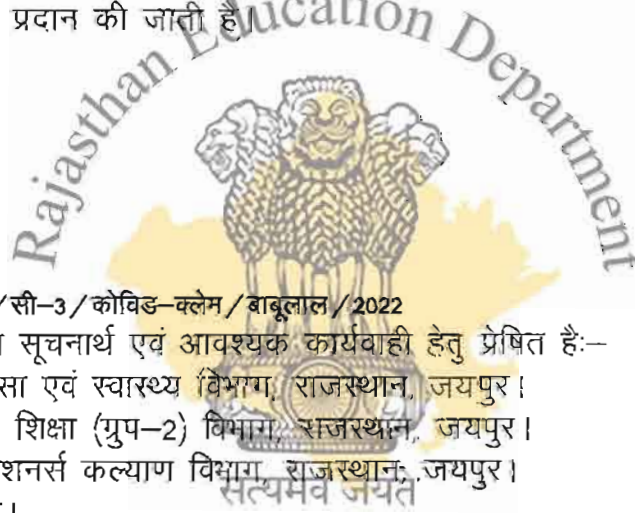 प्रदान की जाती है।
Rajasthan Education Department
/सी-3/कोविड-क्लेम/बाबूलाल/2022
सूचनार्थ एवं आवश्यक कार्यवाही हेतु प्रेषित है:-
एवं स्वास्थ्य विभाग, राजस्थान, जयपुर।
शिक्षा (ग्रुप-2) विभाग, राजस्थान, जयपुर।
कल्याण विभाग, राजस्थान, जयपुर।
सत्यमेव जयते